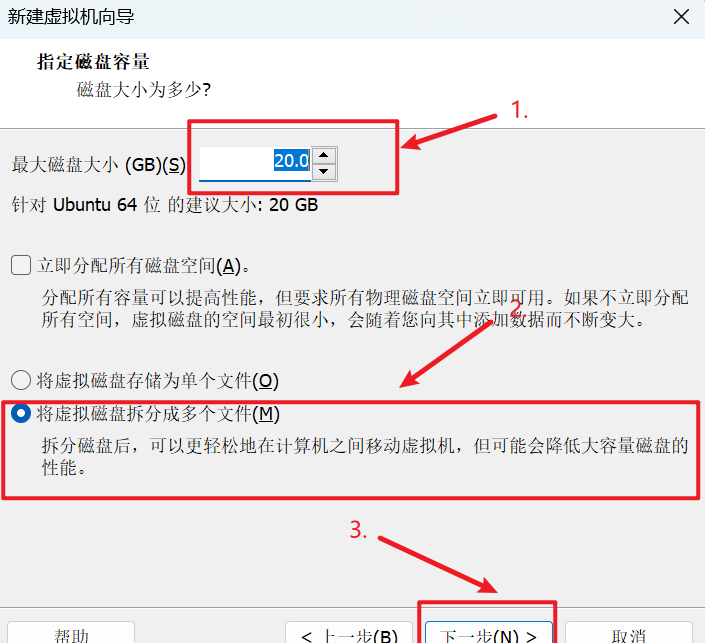 新建虚拟机向导
指定磁盘容量
磁盘大小为多少?
1.
最大磁盘大小 (GB)(S) 20.0
针对 Ubuntu 64 位 的建议大小: 20 GB
立即分配所有磁盘空间(A)。
分配所有容量可以提高性能，但要求所有物理磁盘空间立即可用。如果不立即分配
所有空间，虚拟磁盘的空间最初很小，会随着您向其中添加数据而不断变大。
2.
将虚拟磁盘存储为单个文件(O)
将虚拟磁盘拆分成多个文件(M)
拆分磁盘后，可以更轻松地在计算机之间移动虚拟机，但可能会降低大容量磁盘的
性能。
3.
帮助 < 上一步(B) 下一步(N) > 取消